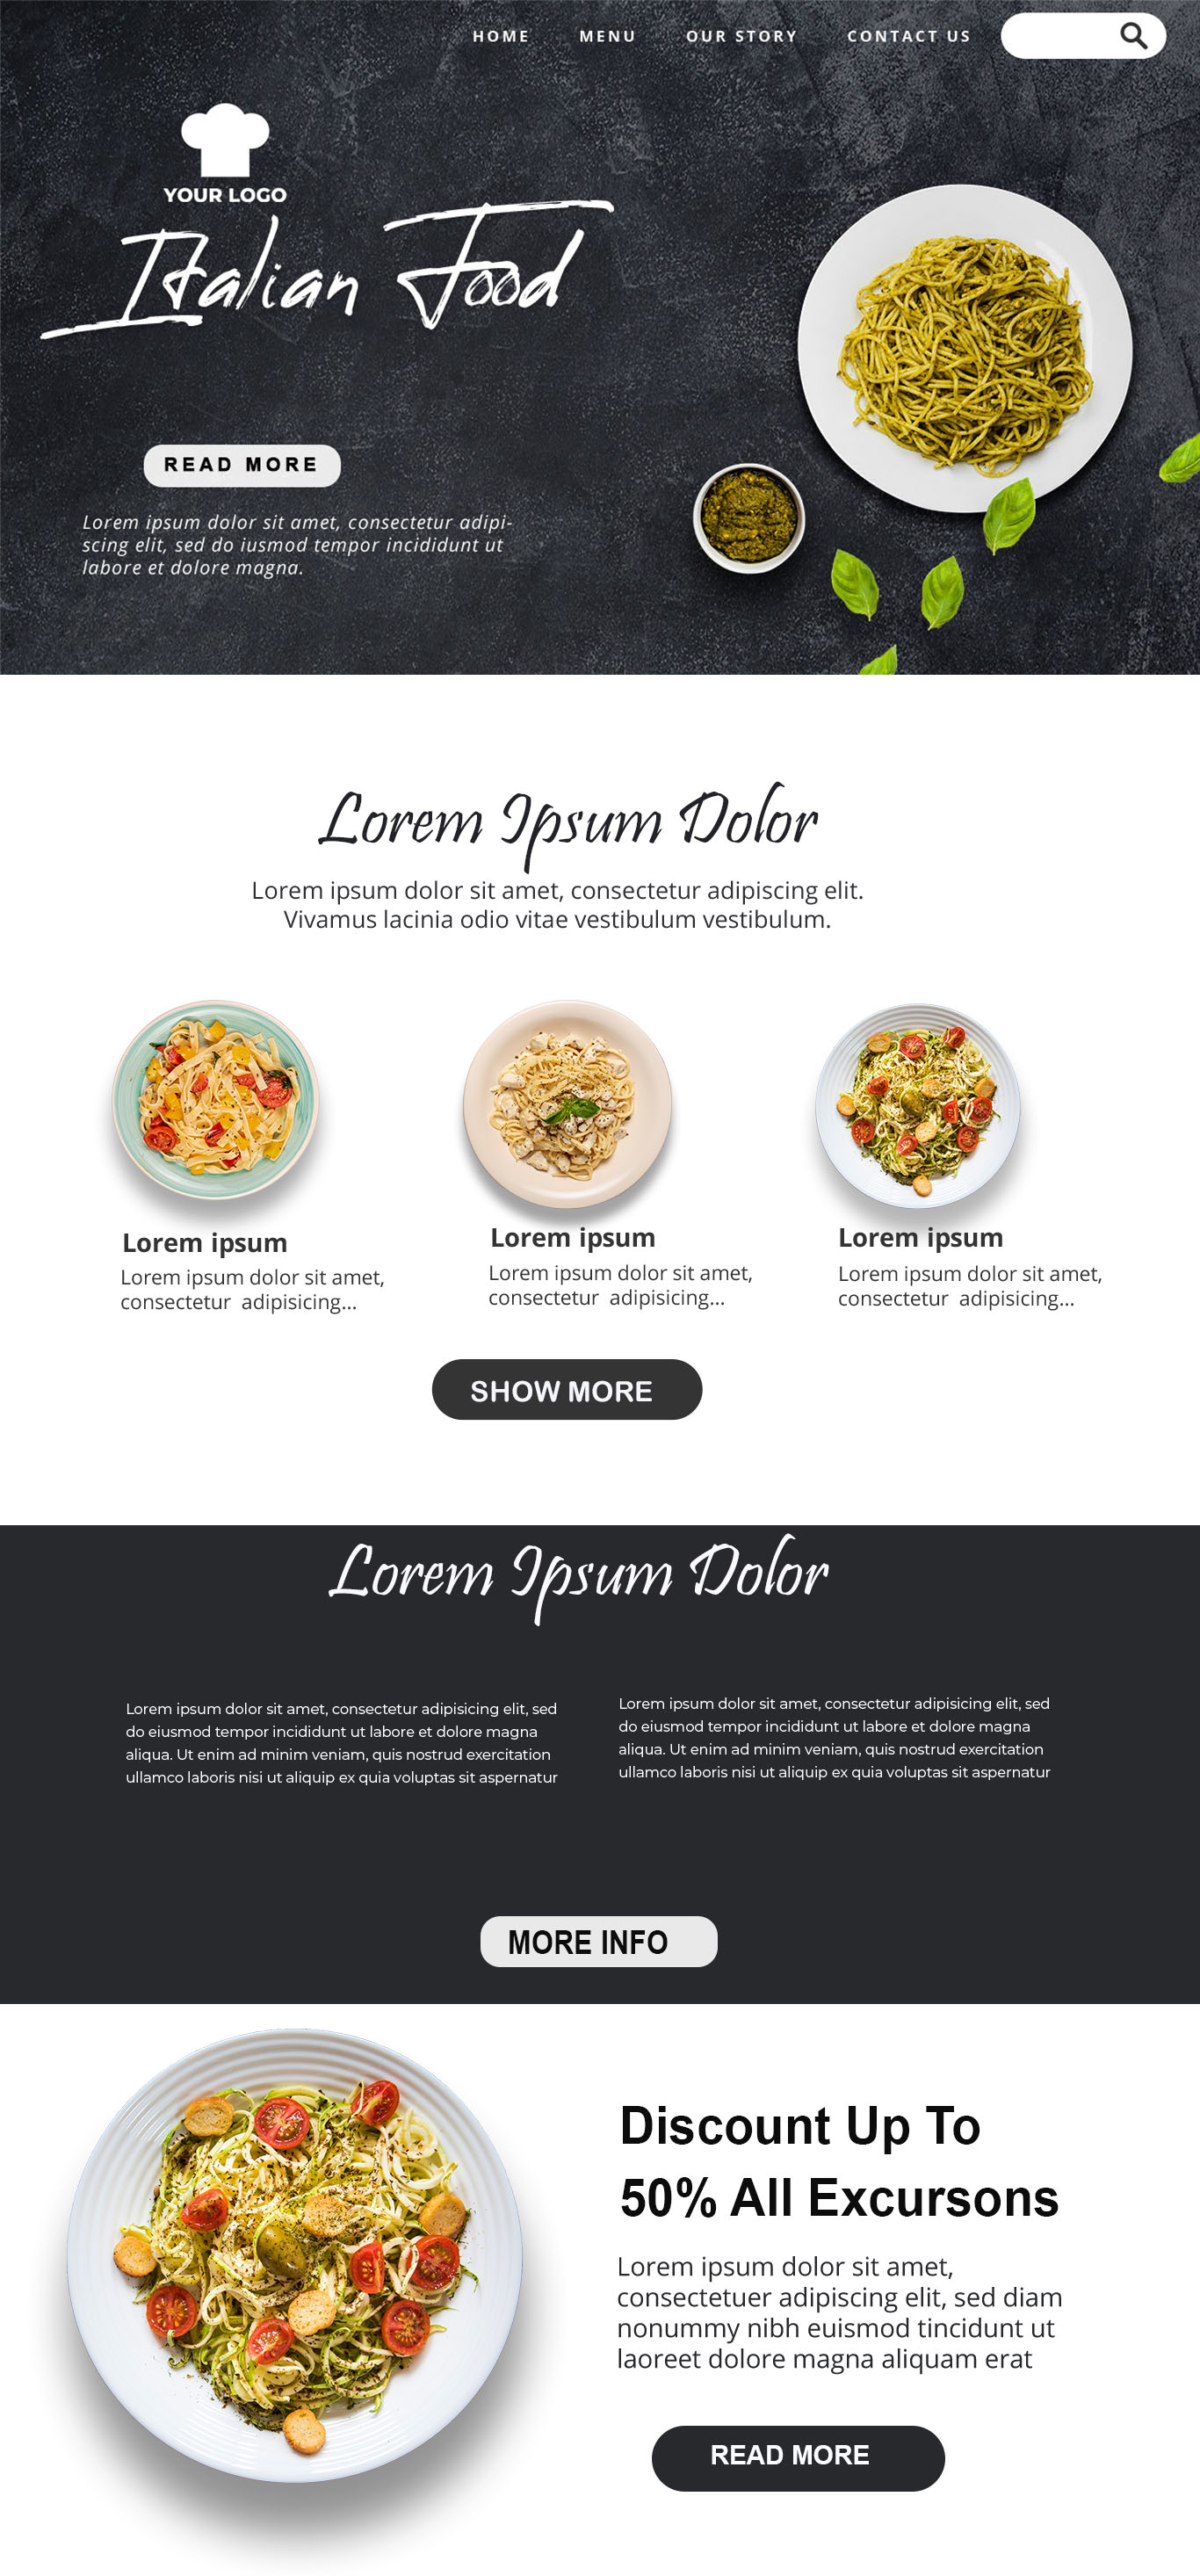 HOME MENU OUR STORY CONTACT US
YOUR LOGO
Italian Food
READ MORE
Lorem ipsum dolor sit amet, consectetur adipi-
scing elit, sed do iusmod tempor incididunt ut
labore et dolore magna.
Lorem Ipsum Dolor
Lorem ipsum dolor sit amet, consectetur adipiscing elit.
Vivamus lacinia odio vitae vestibulum vestibulum.
Lorem ipsum
Lorem ipsum dolor sit amet,
consectetur adipisicing...
Lorem ipsum
Lorem ipsum dolor sit amet,
consectetur adipisicing...
Lorem ipsum
Lorem ipsum dolor sit amet,
consectetur adipisicing...
SHOW MORE
Lorem Ipsum Dolor
Lorem ipsum dolor sit amet, consectetur adipisicing elit, sed
do eiusmod tempor incididunt ut labore et dolore magna
aliqua. Ut enim ad minim veniam, quis nostrud exercitation
ullamco laboris nisi ut aliquip ex quia voluptas sit aspernatur
Lorem ipsum dolor sit amet, consectetur adipisicing elit, sed
do eiusmod tempor incididunt ut labore et dolore magna
aliqua. Ut enim ad minim veniam, quis nostrud exercitation
ullamco laboris nisi ut aliquip ex quia voluptas sit aspernatur
MORE INFO
Discount Up To
50% All Excursons
Lorem ipsum dolor sit amet,
consectetuer adipiscing elit, sed diam
nonummy nibh euismod tincidunt ut
laoreet dolore magna aliquam erat
READ MORE